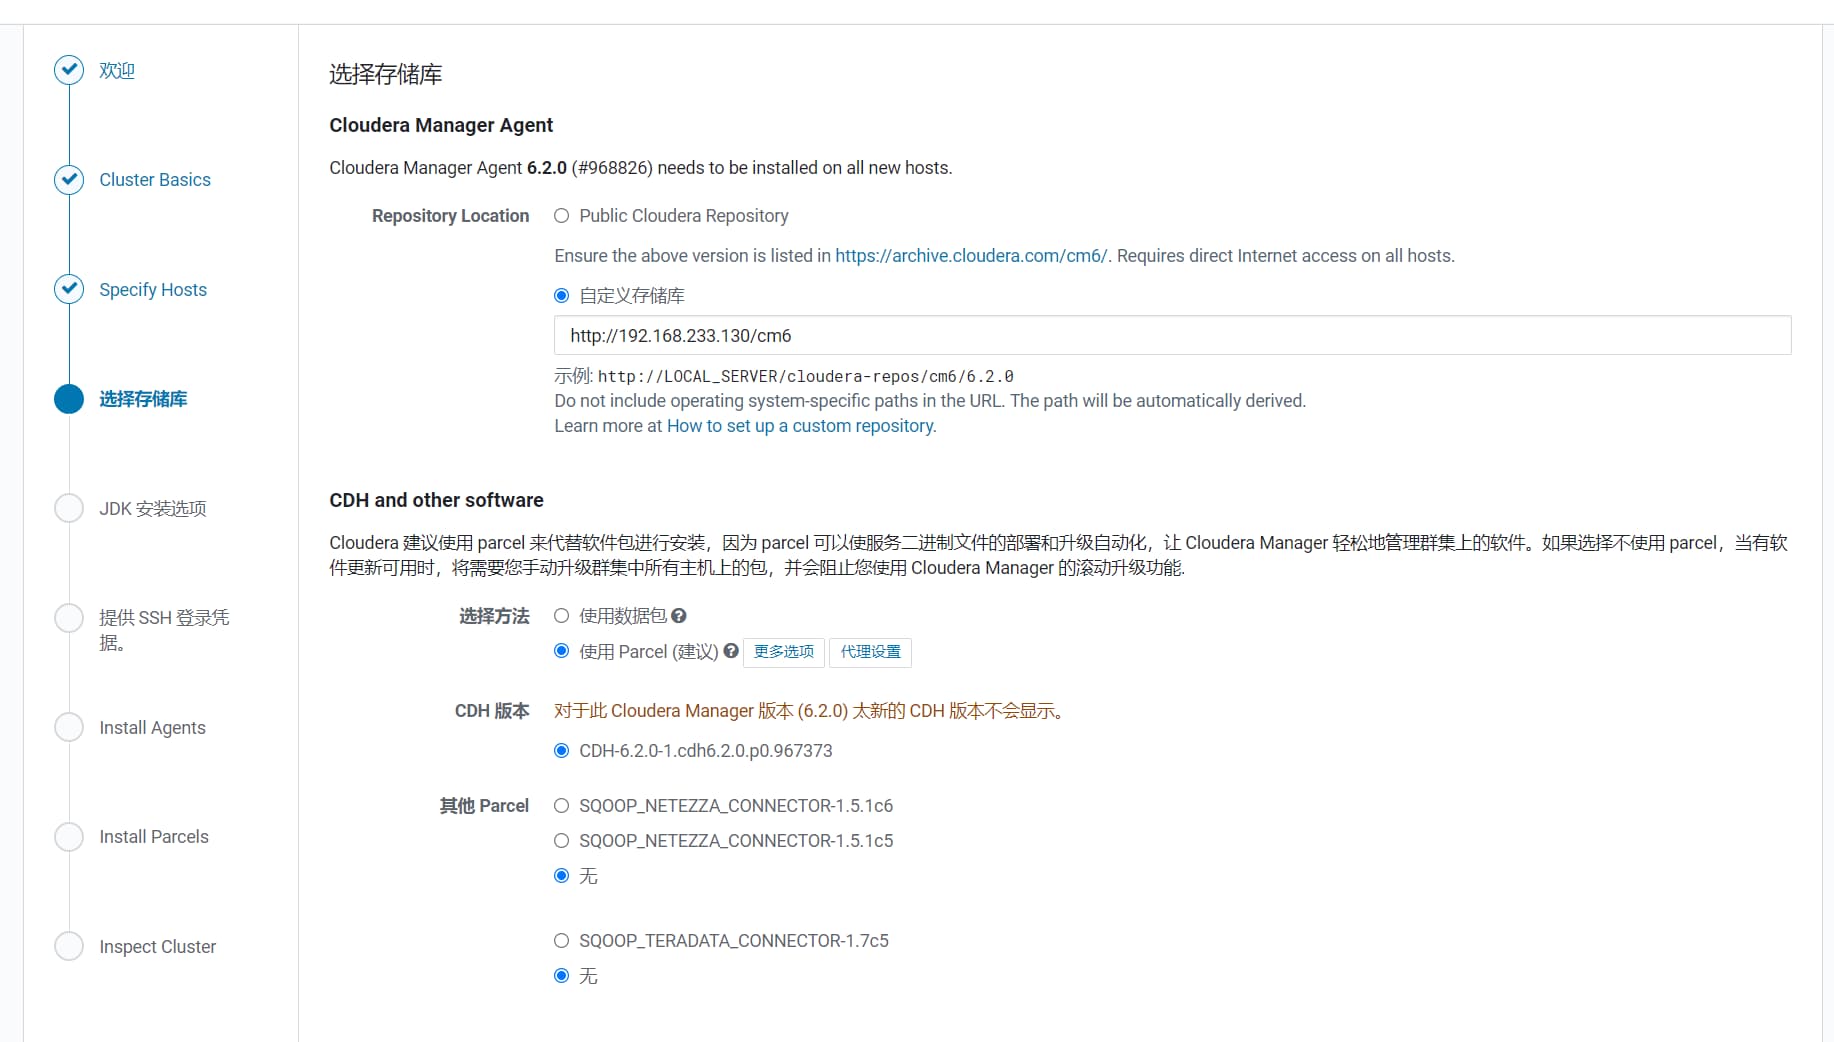 欢迎
Cluster Basics
Specify Hosts
选择存储库
JDK 安装选项
提供 SSH 登录凭
据。
Install Agents
Install Parcels
Inspect Cluster
选择存储库
Cloudera Manager Agent
Cloudera Manager Agent 6.2.0 (#968826) needs to be installed on all new hosts.
Repository Location
Public Cloudera Repository
Ensure the above version is listed in https://archive.cloudera.com/cm6/. Requires direct Internet access on all hosts.
自定义存储库
http://192.168.233.130/cm6
示例: http://LOCAL_SERVER/cloudera-repos/cm6/6.2.0
Do not include operating system-specific paths in the URL. The path will be automatically derived.
Learn more at How to set up a custom repository.
CDH and other software
Cloudera 建议使用 parcel 来代替软件包进行安装，因为 parcel 可以使服务二进制文件的部署和升级自动化，让 Cloudera Manager 轻松地管理群集上的软件。如果选择不使用 parcel，当有软
件更新可用时，将需要您手动升级群集中所有主机上的包，并会阻止您使用 Cloudera Manager 的滚动升级功能.
选择方法
使用数据包 ?
使用 Parcel (建议) ? 更多选项 代理设置
CDH 版本
对于此 Cloudera Manager 版本 (6.2.0) 太新的 CDH 版本不会显示。
CDH-6.2.0-1.cdh6.2.0.p0.967373
其他 Parcel
SQOOP_NETEZZA_CONNECTOR-1.5.1c6
SQOOP_NETEZZA_CONNECTOR-1.5.1c5
无
SQOOP_TERADATA_CONNECTOR-1.7c5
无